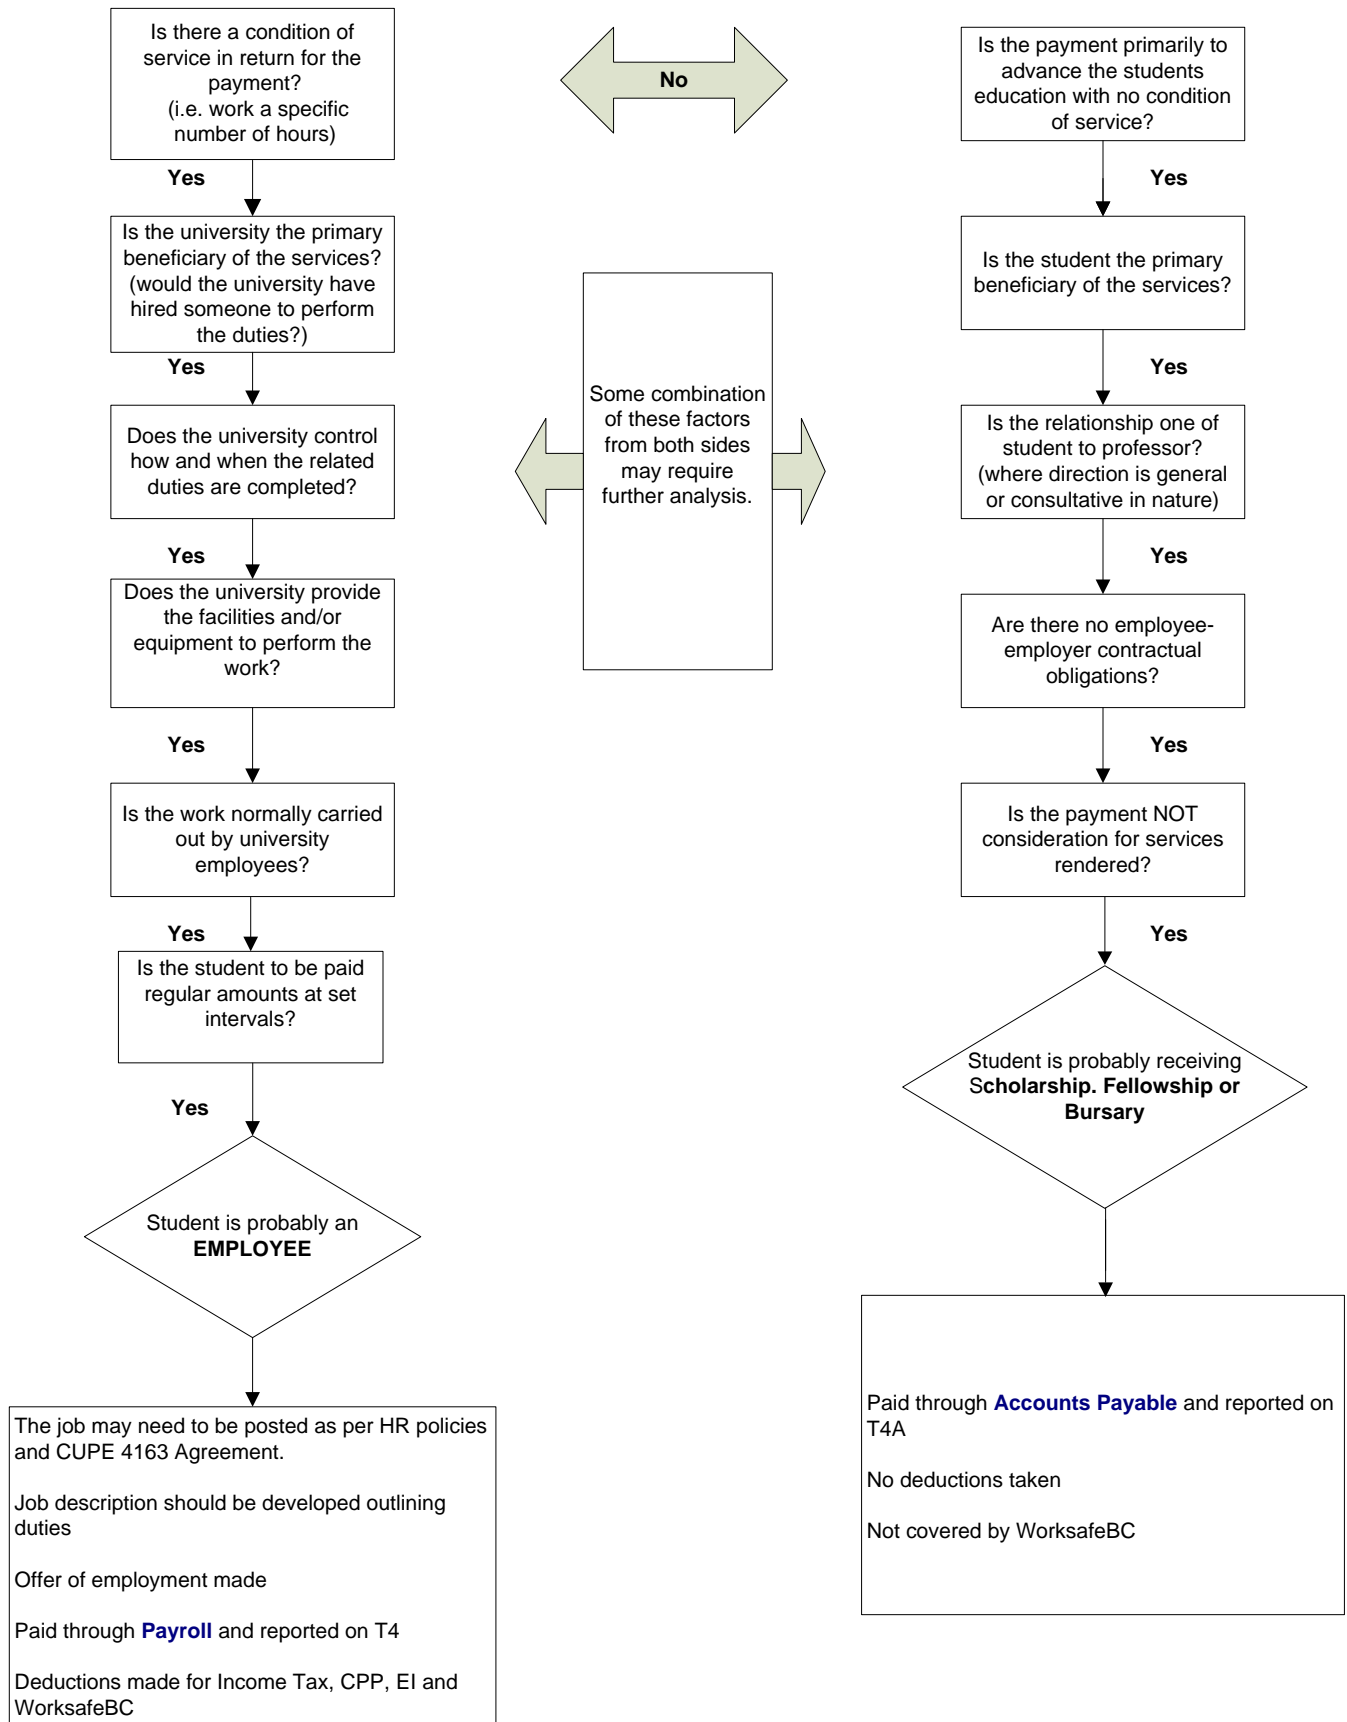 Is there a condition of
service in return for the
payment?
(i.e. work a specific
number of hours)
Yes
Is the university the primary
beneficiary of the services?
(would the university have
hired someone to perform
the duties?)
Yes
Does the university control
how and when the related
duties are completed?
Yes
Does the university provide
the facilities and/or
equipment to perform the
work?
Yes
Is the work normally carried
out by university
employees?
Yes
Is the student to be paid
regular amounts at set
intervals?
Yes
Student is probably an
EMPLOYEE
The job may need to be posted as per HR policies
and CUPE 4163 Agreement.
Job description should be developed outlining
duties
Offer of employment made
Paid through Payroll and reported on T4
Deductions made for Income Tax, CPP, EI and
WorksafeBC
No
Some combination
of these factors
from both sides
may require
further analysis.
Is the payment primarily to
advance the students
education with no condition
of service?
Yes
Is the student the primary
beneficiary of the services?
Yes
Is the relationship one of
student to professor?
(where direction is general
or consultative in nature)
Yes
Are there no employee-
employer contractual
obligations?
Yes
Is the payment NOT
consideration for services
rendered?
Yes
Student is probably receiving
Scholarship. Fellowship or
Bursary
Paid through Accounts Payable and reported on
T4A
No deductions taken
Not covered by WorksafeBC